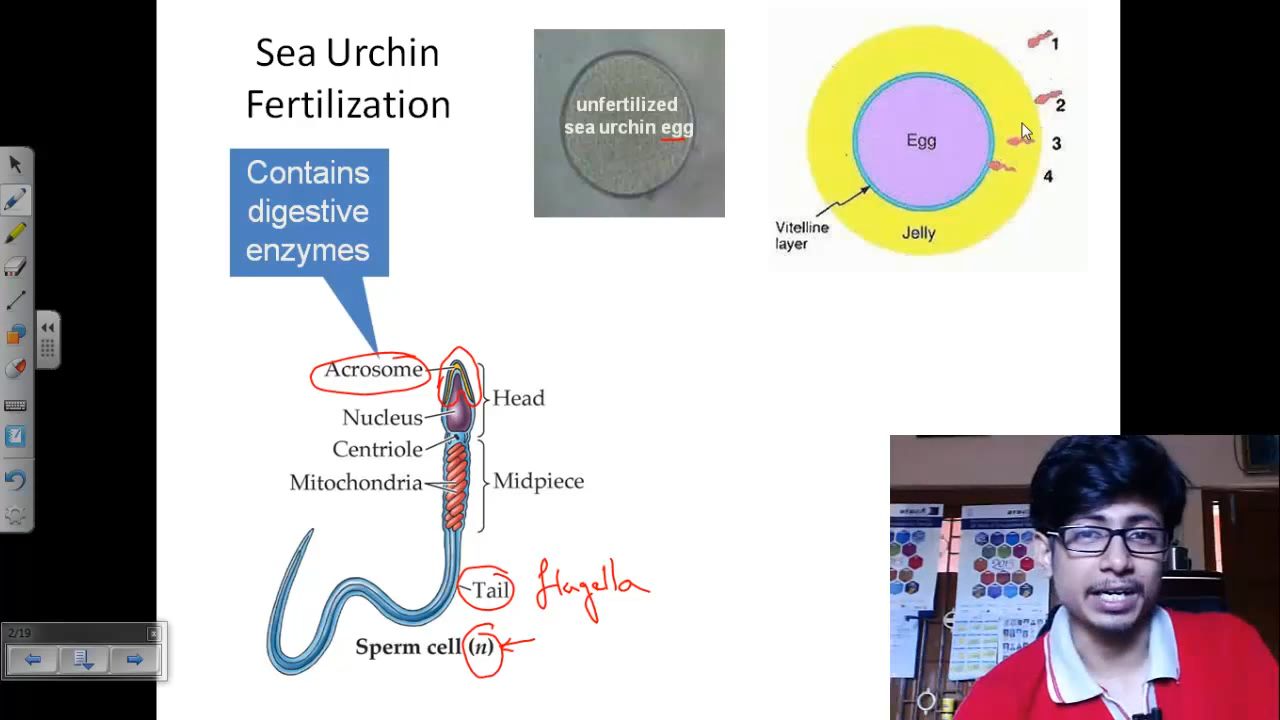 Sea Urchin
Fertilization
Contains
digestive
enzymes
unfertilized
sea urchin egg
1
2
3
4
Egg
Vitelline
layer
Jelly
Acrosome
Head
Nucleus
Centriole
Mitochondria
Midpiece
Tail
flagella
Sperm cell (n)
2/19
2015